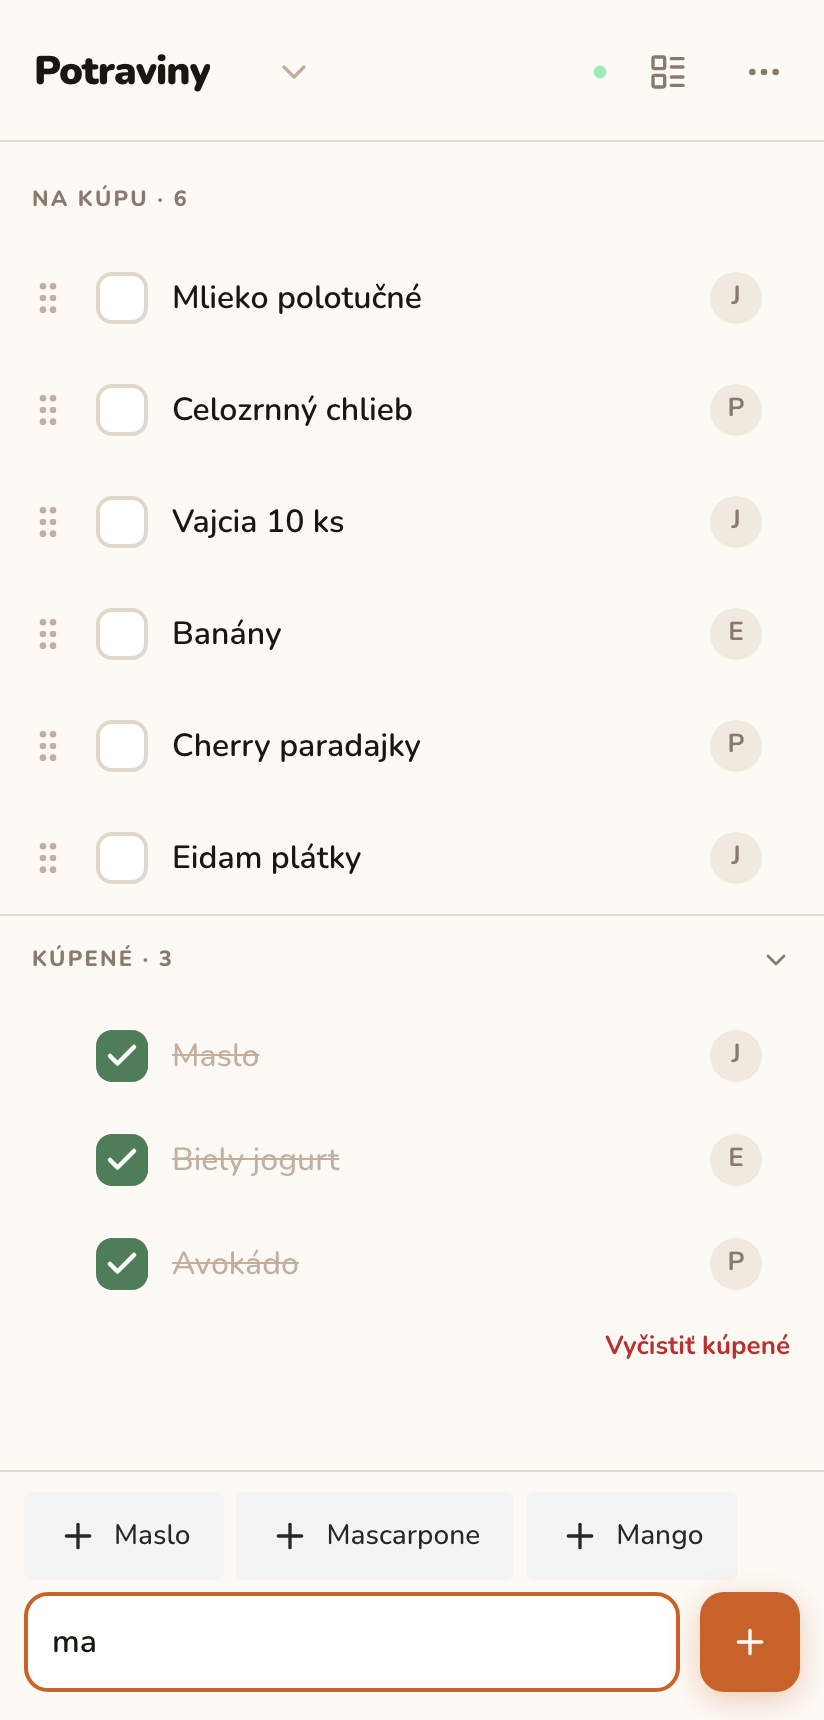 Potraviny
NA KÚPU · 6
Mlieko polotučné J
Celozrnný chlieb P
Vajcia 10 ks J
Banány E
Cherry paradajky P
Eidam plátky J
KÚPENÉ · 3
Maslo J
Biely jogurt E
Avokádo P
Vyčistiť kúpené
+ Maslo + Mascarpone + Mango
ma +